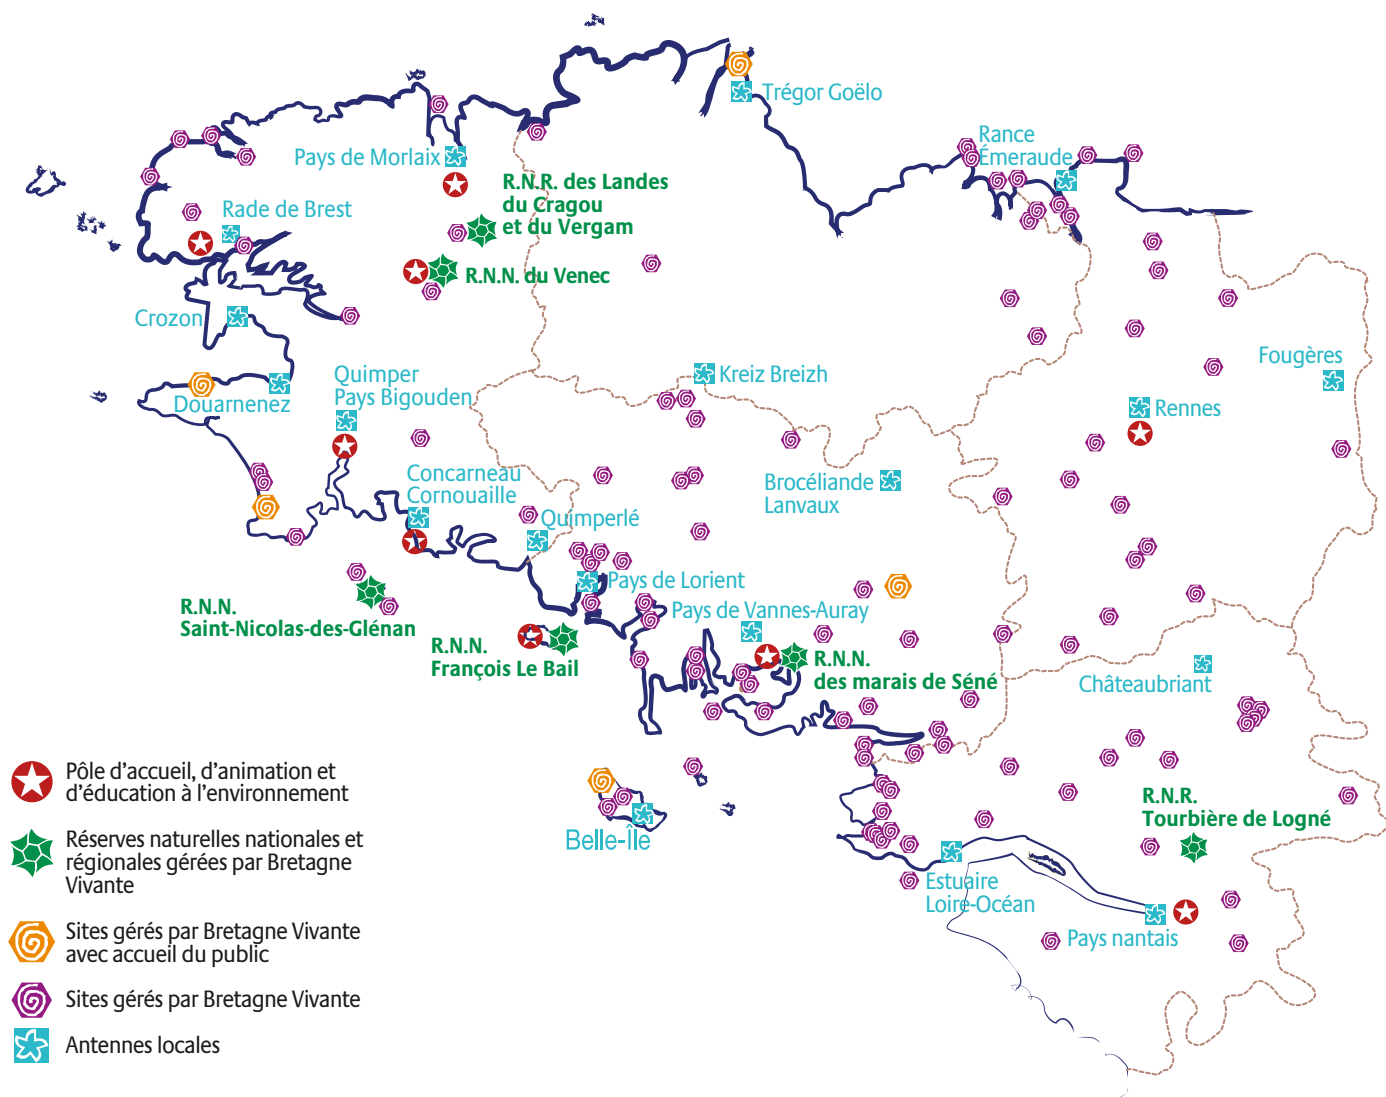 Trégor Goëlo
Rance
Émeraude
Pays de Morlaix
R.N.R. des Landes
du Cragou
et du Vergam
Rade de Brest
R.N.N. du Venec
Crozon
Fougères
Quimper
Pays Bigouden
Kreiz Breizh
Douarnenez
Rennes
Concarneau
Cornouaille
Brocéliande
Lanvaux
Quimperlé
Pays de Lorient
R.N.N.
Saint-Nicolas-des-Glénan
Pays de Vannes-Auray
R.N.N.
François Le Bail
R.N.N.
des marais de Séné
Châteaubriant
Pôle d’accueil, d’animation et
d’éducation à l’environnement
R.N.R.
Tourbière de Logné
Réserves naturelles nationales et
régionales gérées par Bretagne
Vivante
Belle-Île
Estuaire
Loire-Océan
Sites gérés par Bretagne Vivante
avec accueil du public
Pays nantais
Sites gérés par Bretagne Vivante
Antennes locales